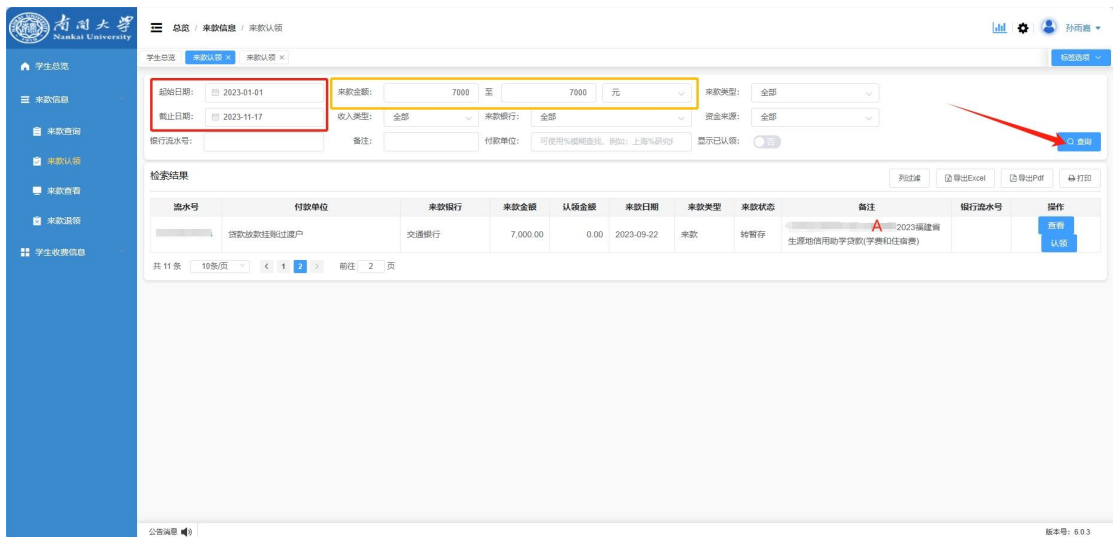 南开大学
Nankai University
总览 / 来款信息 / 来款认领
孙雨嘉
学生总览
来款认领 ×
来款认领 ×
标签选项
学生总览
来款信息
来款查询
来款认领
来款查看
来款退领
学生收费信息
起始日期: 2023-01-01 来款金额: 7000 至 7000 元 来款类型: 全部
截止日期: 2023-11-17 收入类型: 全部 来款银行: 全部 资金来源: 全部
银行流水号: 备注: 付款单位: 可使用%模糊查找, 例如: 上海%研究所 显示已认领: 否
查询
检索结果
列过滤 导出Excel 导出Pdf 打印
流水号 付款单位 来款银行 来款金额 认领金额 来款日期 来款类型 来款状态 备注 银行流水号 操作
贷款放款挂账过渡户 交通银行 7,000.00 0.00 2023-09-22 来款 转暂存 A 2023福建省 查看
生源地信用助学贷款(学费和住宿费) 认领
共 11 条 10条/页 < 1 2 > 前往 2 页
公告消息
版本号: 6.0.3